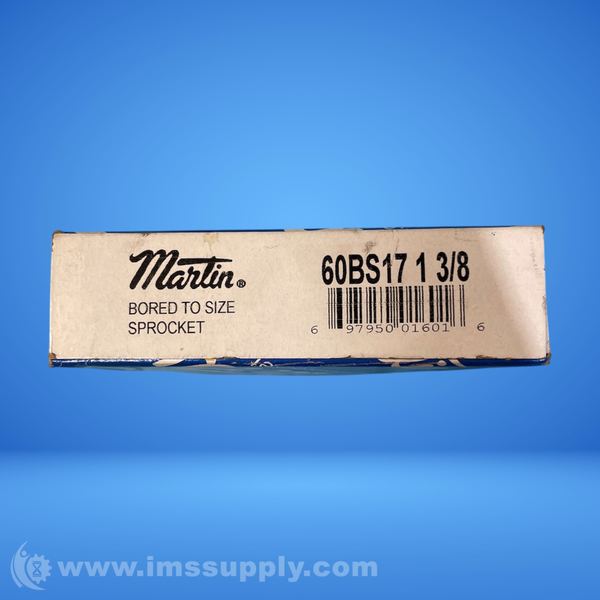 Martin®
BORED TO SIZE
SPROCKET
60BS17 1 3/8
6 97950 01601 6
www.imssupply.com